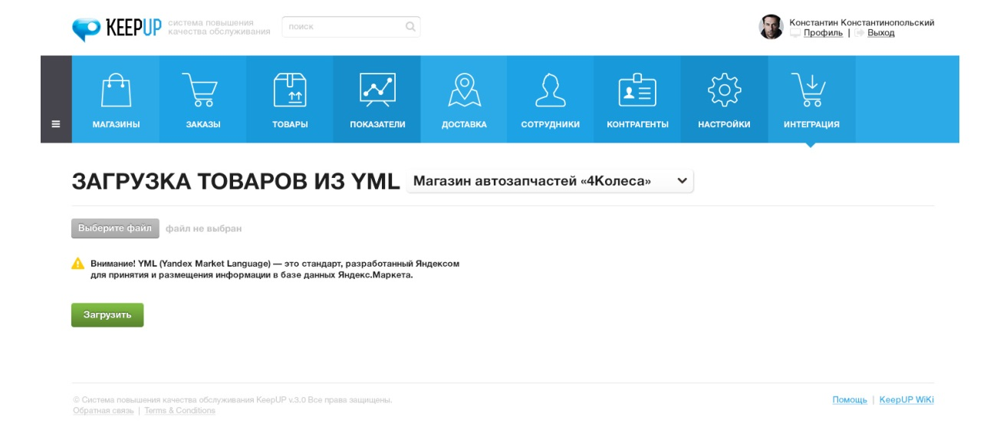 KEEPUP
система повышения
качества обслуживания
поиск
Константин Константинопольский
Профиль | Выход
МАГАЗИНЫ ЗАКАЗЫ ТОВАРЫ ПОКАЗАТЕЛИ ДОСТАВКА СОТРУДНИКИ КОНТРАГЕНТЫ НАСТРОЙКИ ИНТЕГРАЦИЯ
ЗАГРУЗКА ТОВАРОВ ИЗ YML Магазин автозапчастей «4Колеса»
Выберите файл файл не выбран
Внимание! YML (Yandex Market Language) — это стандарт, разработанный Яндексом
для принятия и размещения информации в базе данных Яндекс.Маркета.
Загрузить
© Система повышения качества обслуживания KeepUP v.3.0 Все права защищены.
Обратная связь | Terms & Conditions
Помощь | KeepUP WiKi